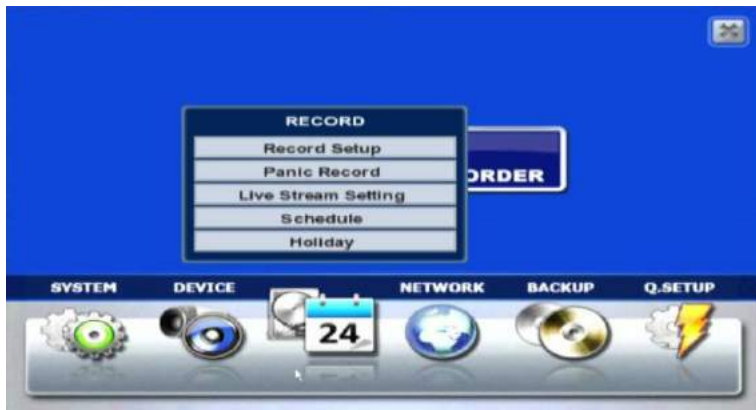 RECORD
Record Setup
Panic Record
ORDER
Live Stream Setting
Schedule
Holiday
SYSTEM DEVICE NETWORK BACKUP Q.SETUP
24